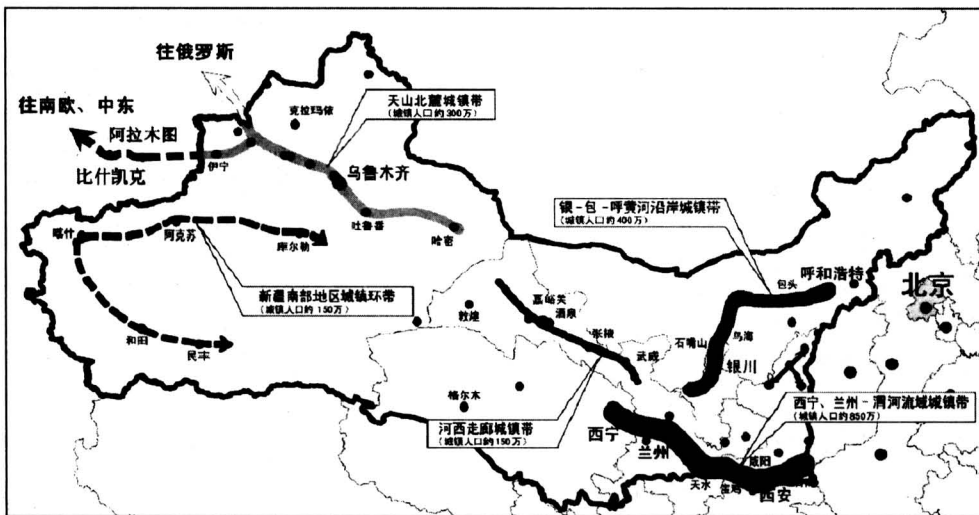 往俄罗斯
往南欧、中东
阿拉木图
比什凯克
克拉玛依
天山北麓城镇带
(城镇人口约300万)
伊宁
乌鲁木齐
吐鲁番
哈密
喀什
阿克苏
库尔勒
新疆南部地区城镇环带
(城镇人口约150万)
和田
民丰
银-包-呼黄河沿岸城镇带
(城镇人口约400万)
呼和浩特
包头
北京
嘉峪关
酒泉
敦煌
张掖
武威
石嘴山
乌海
银川
格尔木
河西走廊城镇带
(城镇人口约150万)
西宁、兰州-渭河流域城镇带
(城镇人口约850万)
西宁
兰州
天水
宝鸡
咸阳
西安